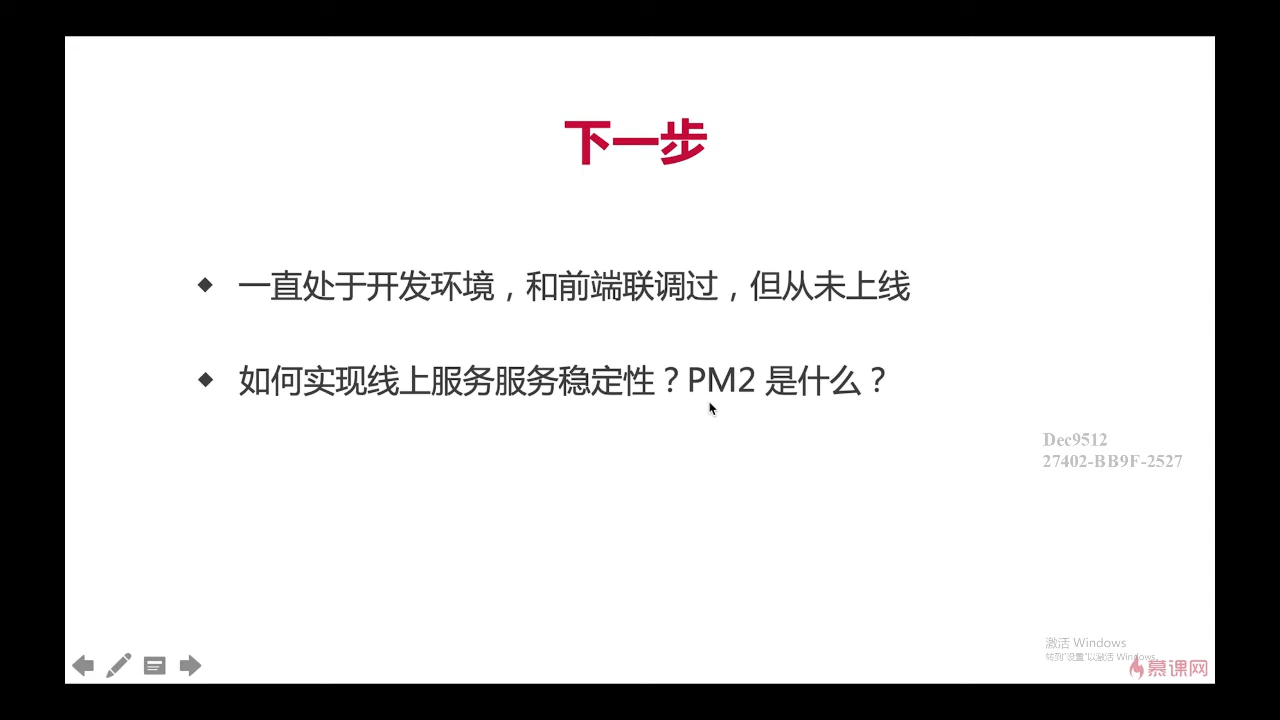 下一步
一直处于开发环境，和前端联调过，但从未上线
如何实现线上服务服务稳定性？PM2 是什么？
Dec9512
27402-BB9F-2527
激活 Windows
转到"设置"以激活 Windows。
慕课网